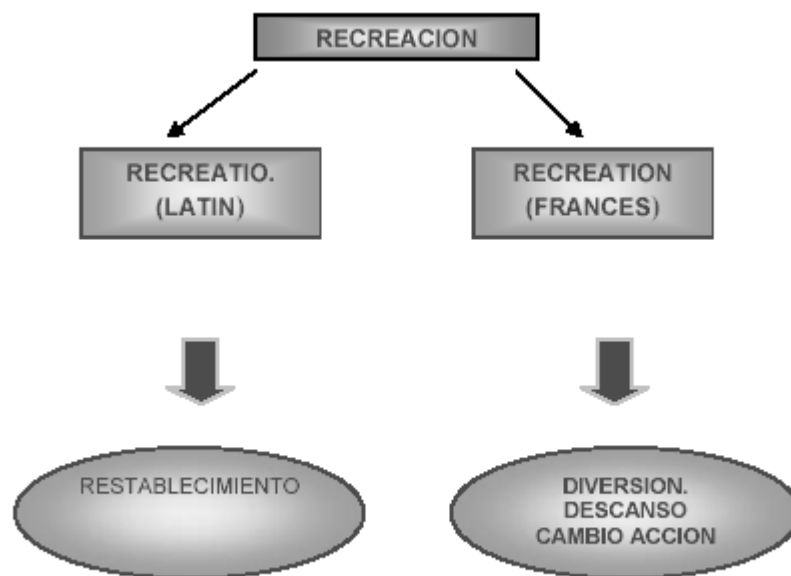 RECREACION
RECREATIO.
(LATIN)
RECREATION
(FRANCES)
RESTABLECIMIENTO
DIVERSION.
DESCANSO
CAMBIO ACCION